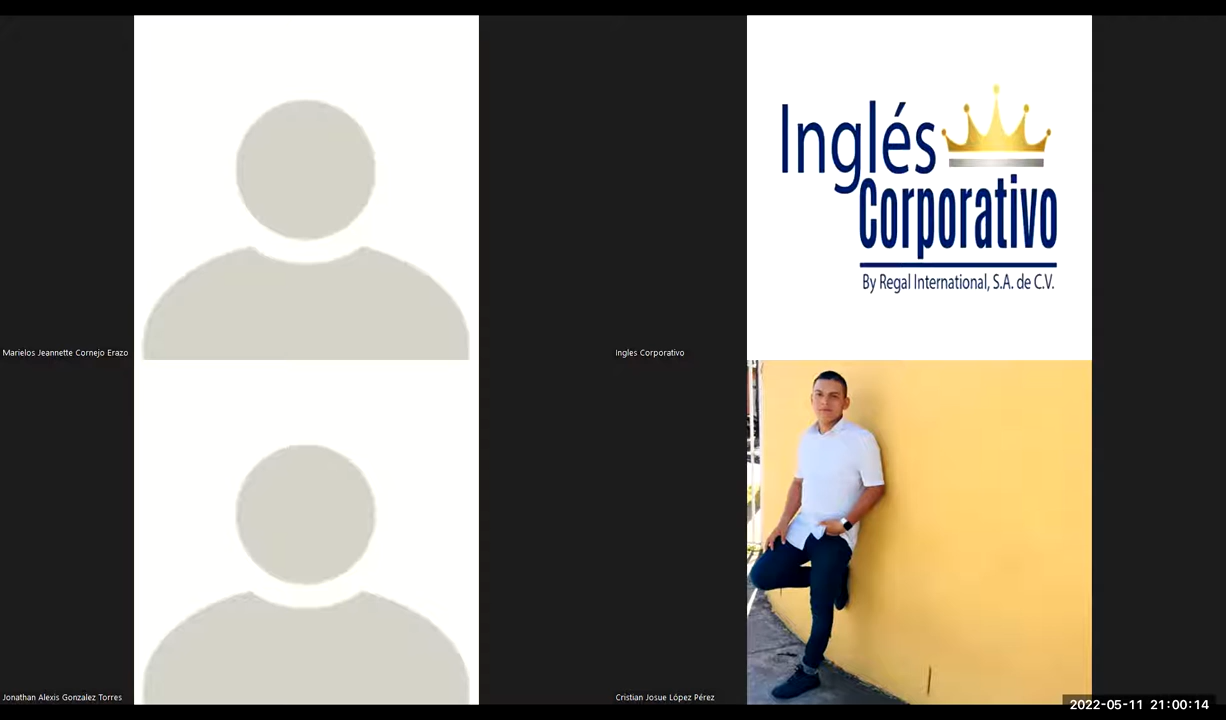 Inglés
Corporativo
By Regal International, S.A. de C.V.
Marielos Jeannette Cornejo Erazo
Ingles Corporativo
Jonathan Alexis Gonzalez Torres
Cristian Josue López Pérez
2022-05-11 21:00:14